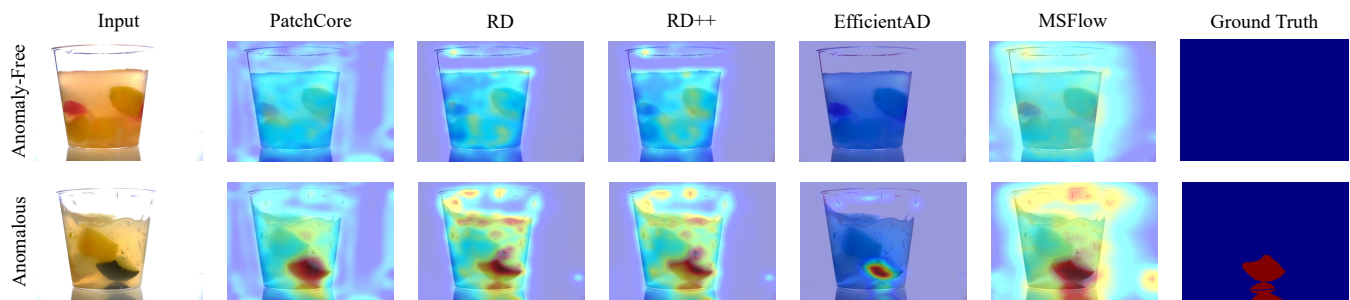 Input PatchCore RD RD++ EfficientAD MSFlow Ground Truth
Anomaly-Free
Anomalous